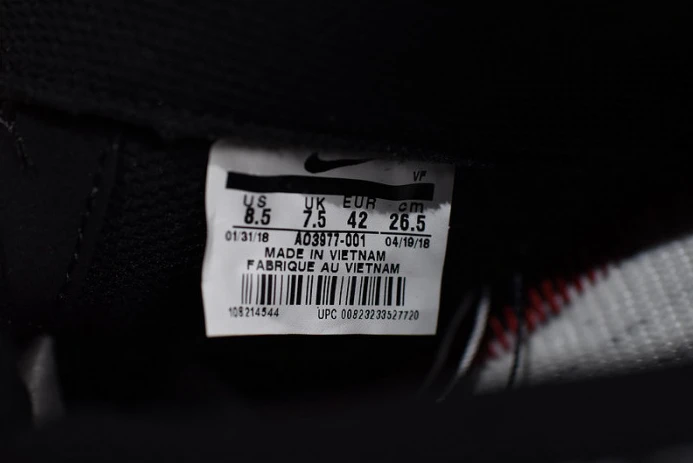 VF
US UK EUR cm
8.5 7.5 42 26.5
01/31/18 AO3977-001 04/19/18
MADE IN VIETNAM
FABRIQUE AU VIETNAM
108214544 UPC 00823233527720